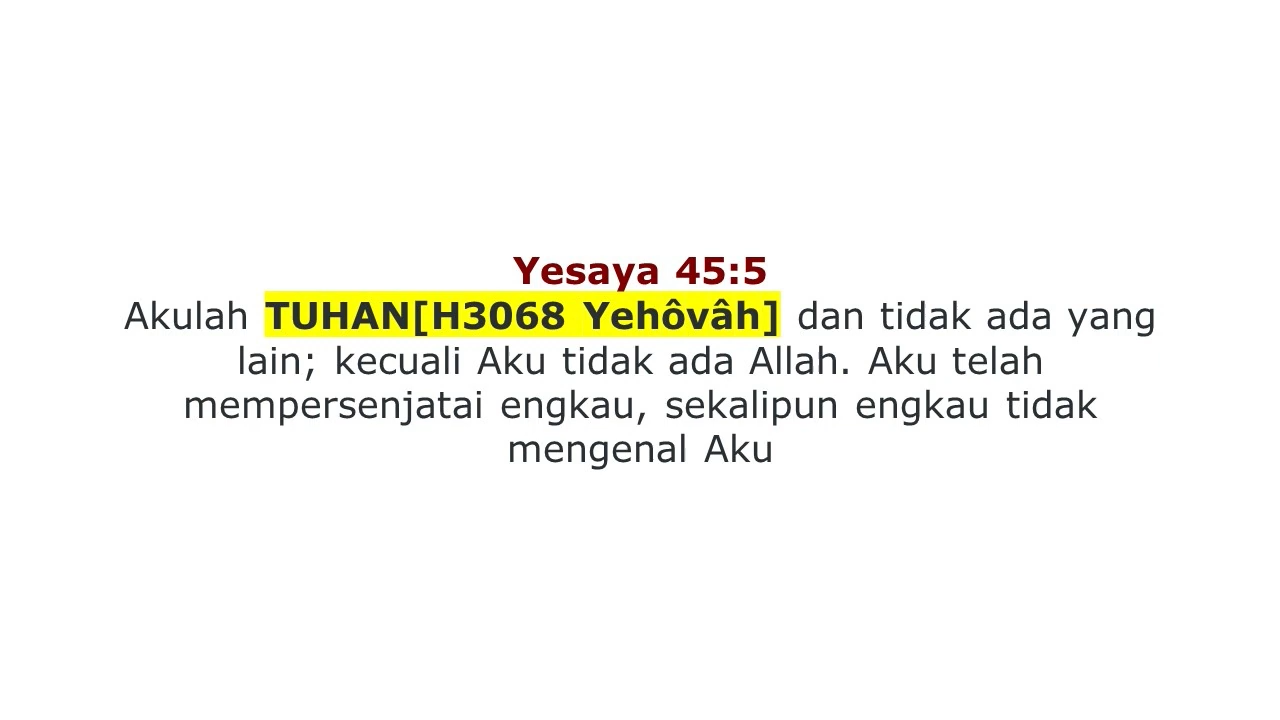 Yesaya 45:5
Akulah TUHAN[H3068 Yehôvâh] dan tidak ada yang
lain; kecuali Aku tidak ada Allah. Aku telah
mempersenjatai engkau, sekalipun engkau tidak
mengenal Aku